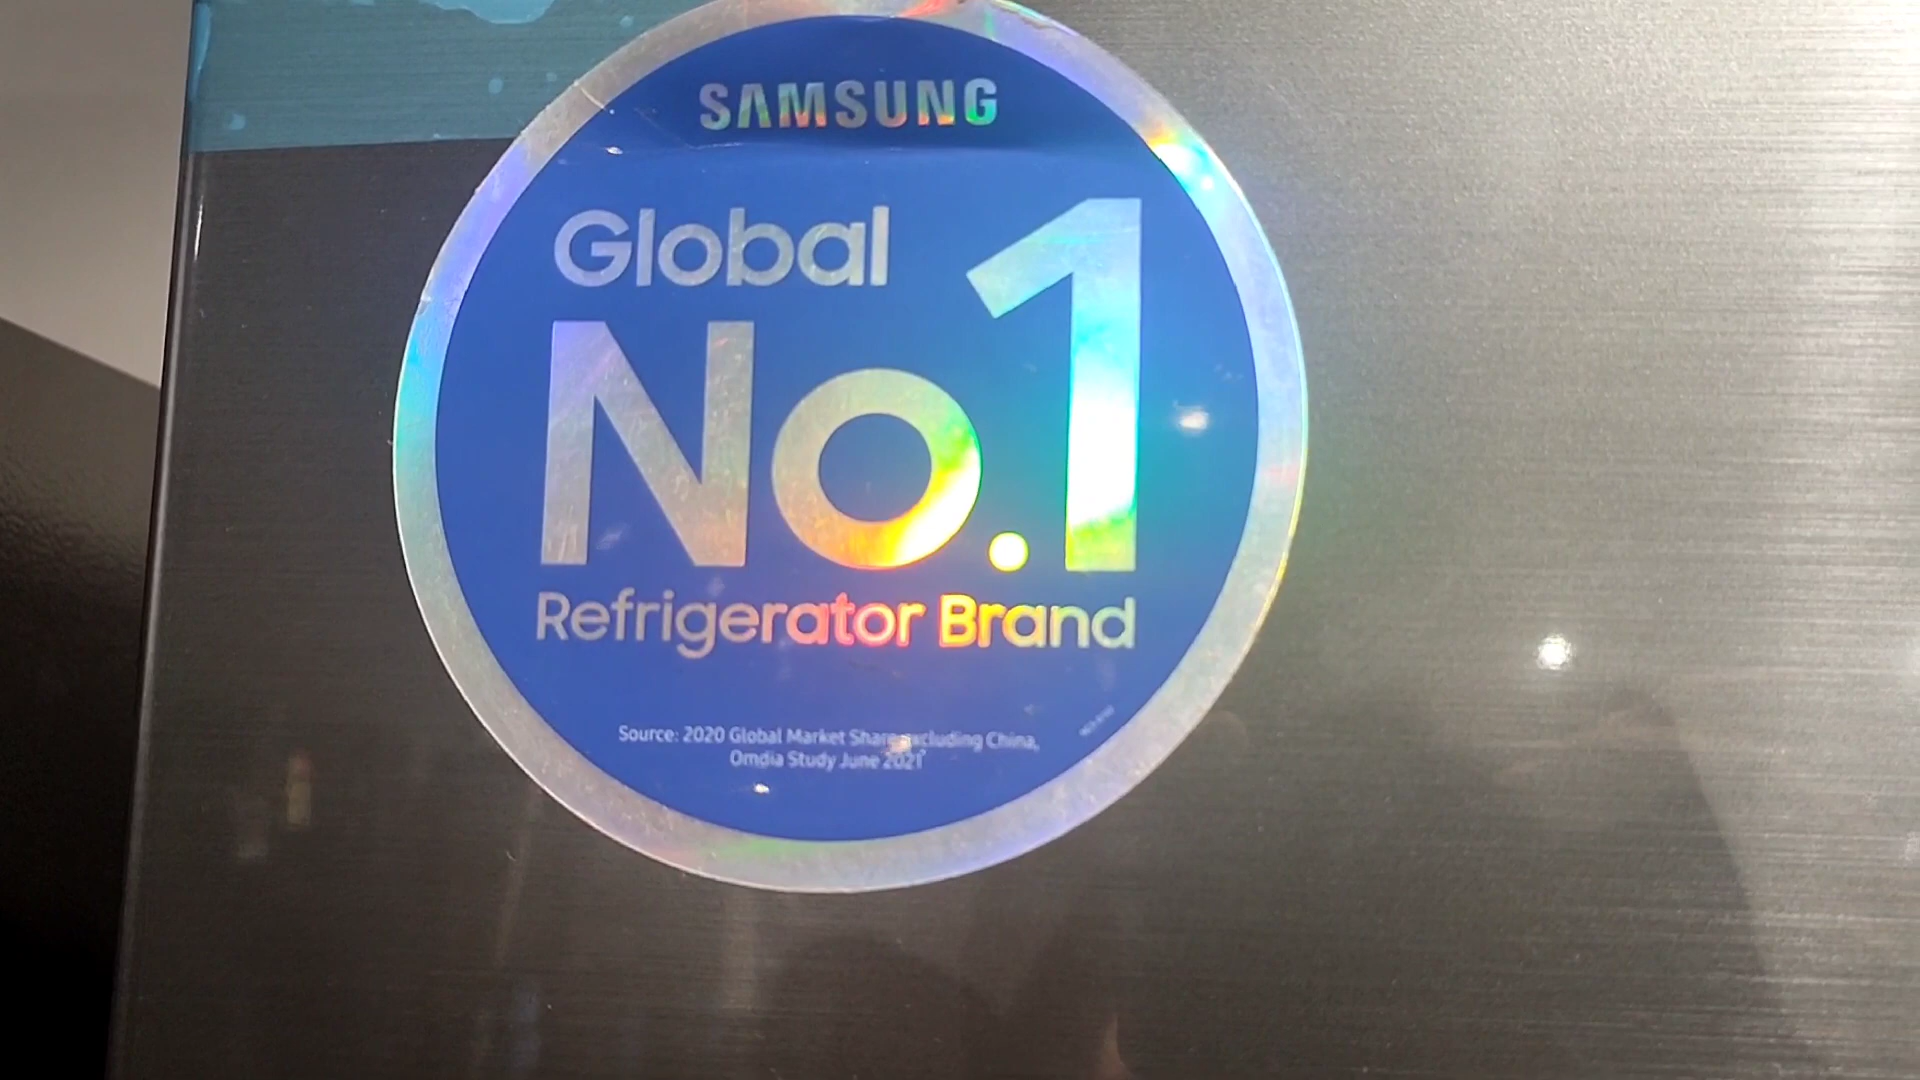 SAMSUNG
Global
No.1
Refrigerator Brand
Source: 2020 Global Market Share excluding China,
Omdia Study June 2021